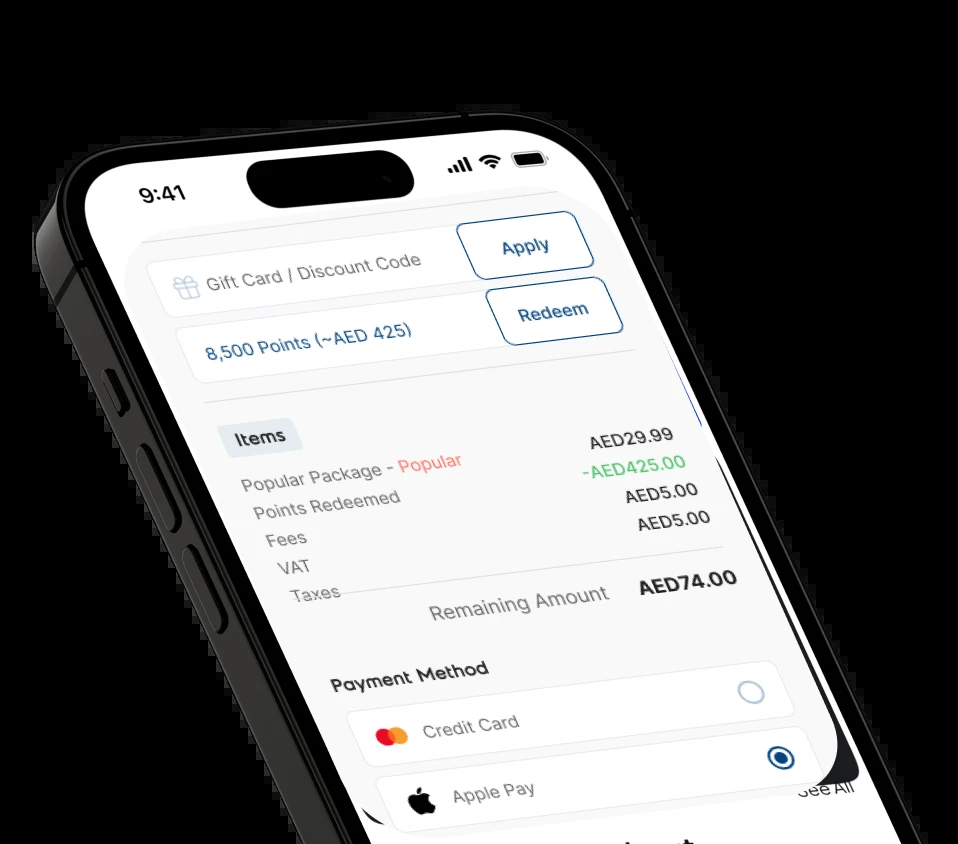 9:41
Gift Card / Discount Code Apply
8,500 Points (~AED 425) Redeem
Items
Popular Package - Popular AED29.99
Points Redeemed -AED425.00
Fees AED5.00
VAT AED5.00
Taxes
Remaining Amount AED74.00
Payment Method
Credit Card
Apple Pay
See All